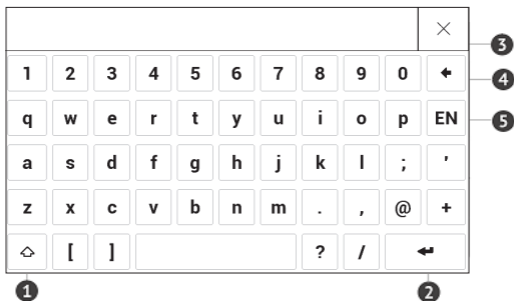 3
1 2 3 4 5 6 7 8 9 0 4
q w e r t y u i o p EN 5
a s d f g h j k l ; '
z x c v b n m . , @ +
[ ] ? /
1 2